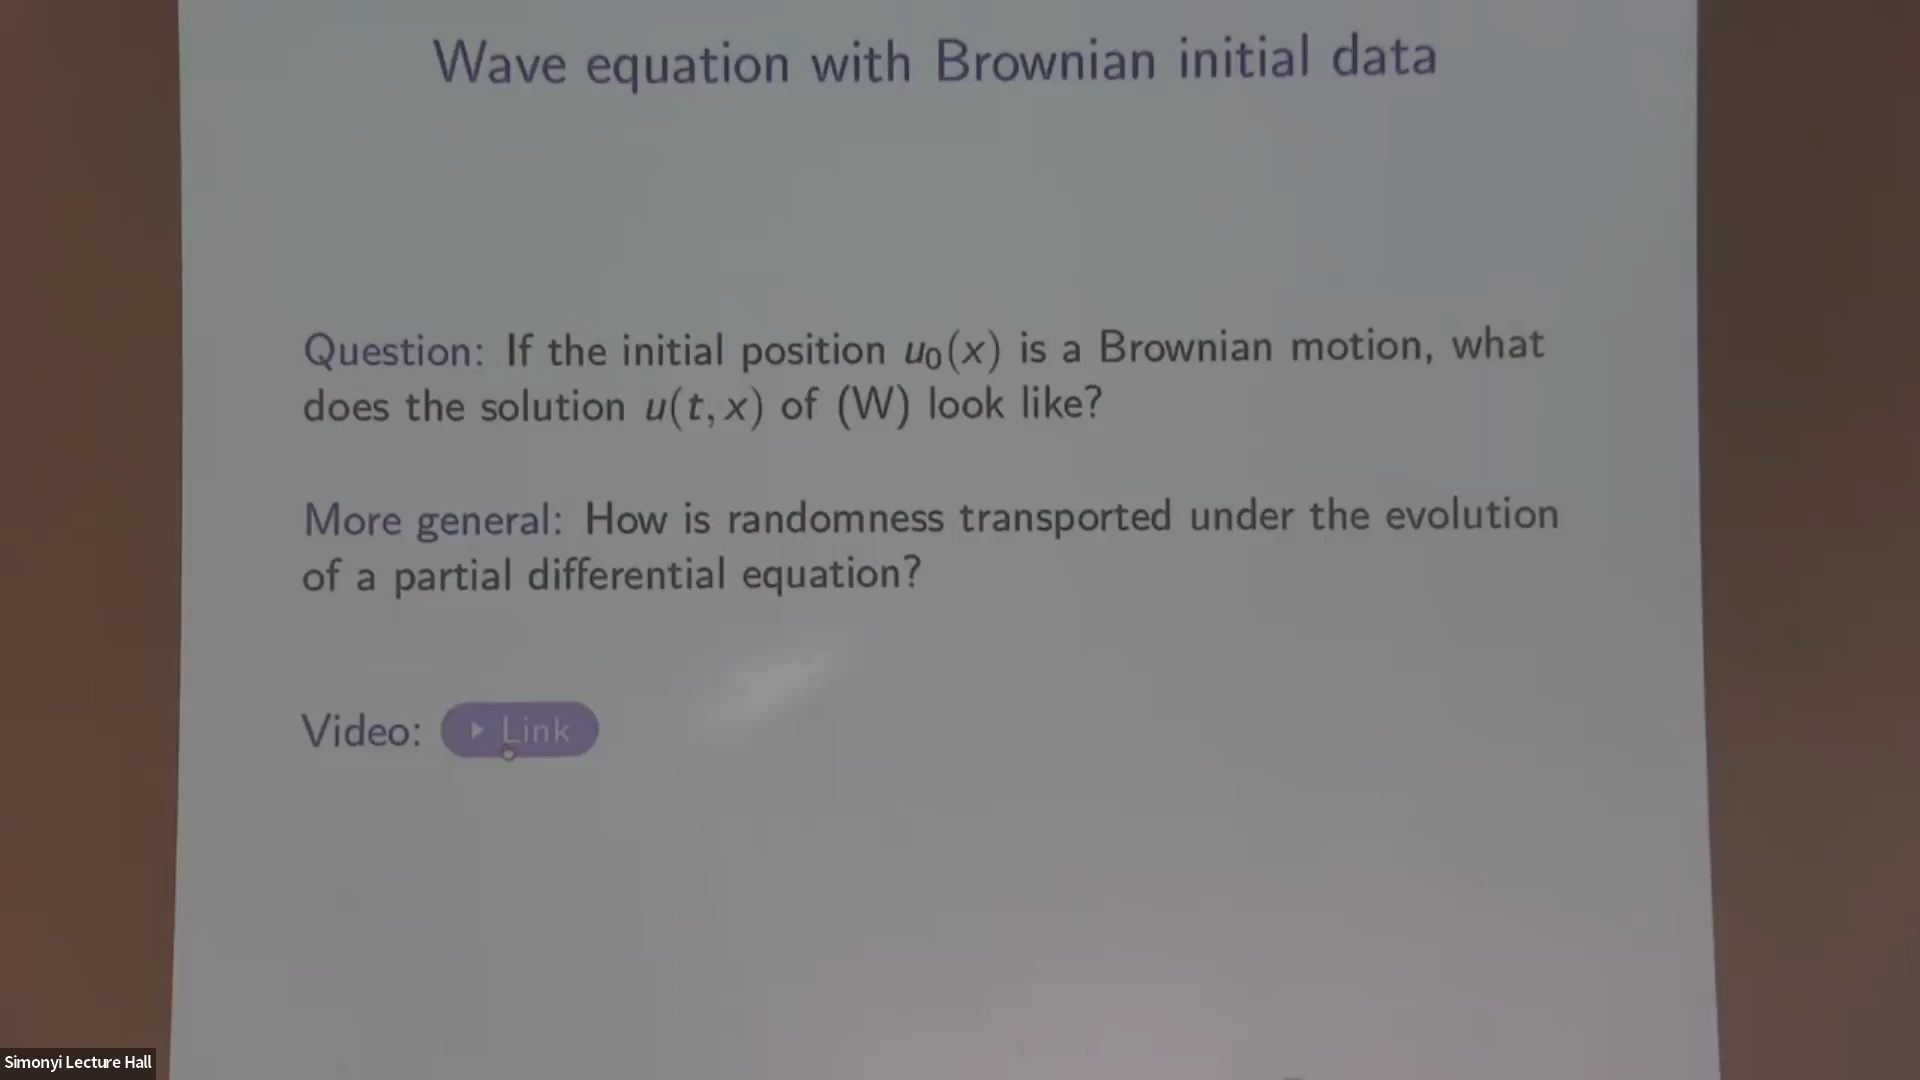 Wave equation with Brownian initial data
Question: If the initial position u₀(x) is a Brownian motion, what
does the solution u(t, x) of (W) look like?
More general: How is randomness transported under the evolution
of a partial differential equation?
Video: ▶ Link
Simonyi Lecture Hall